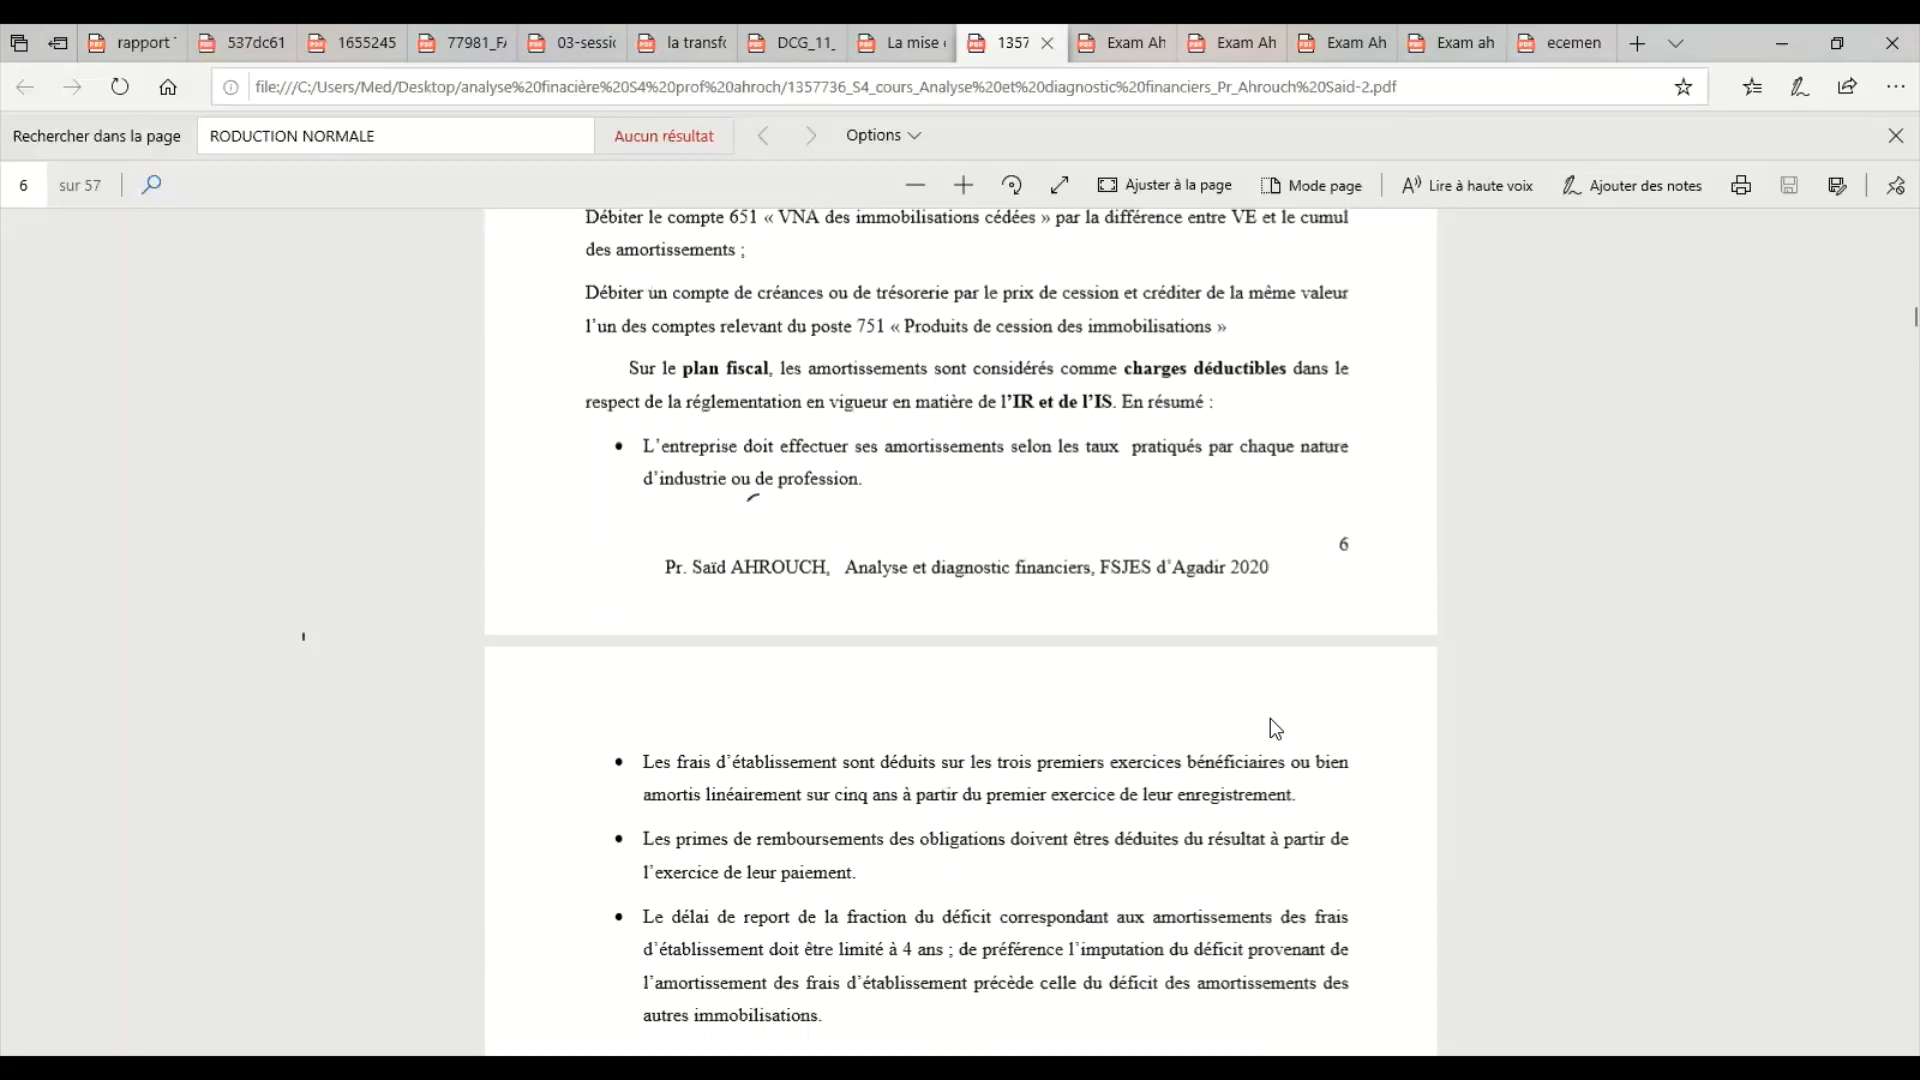 rapport
537dc61
1655245
77981_F
03-sessi
la transfo
DCG_11_
La mise
1357
Exam Ah
Exam Ah
Exam Ah
Exam ah
ecemen
file:///C:/Users/Med/Desktop/analyse%20finacière%20S4%20prof%20ahroch/1357736_S4_cours_Analyse%20et%20diagnostic%20financiers_Pr_Ahrouch%20Said-2.pdf
Rechercher dans la page
RODUCTION NORMALE
Aucun résultat
Options
6
sur 57
Ajuster à la page
Mode page
Lire à haute voix
Ajouter des notes
Débiter le compte 651 « VNA des immobilisations cédées » par la différence entre VE et le cumul
des amortissements ;
Débiter un compte de créances ou de trésorerie par le prix de cession et créditer de la même valeur
l’un des comptes relevant du poste 751 « Produits de cession des immobilisations »
Sur le plan fiscal, les amortissements sont considérés comme charges déductibles dans le
respect de la réglementation en vigueur en matière de l’IR et de l’IS. En résumé :
• L’entreprise doit effectuer ses amortissements selon les taux pratiqués par chaque nature
d’industrie ou de profession.
6
Pr. Saïd AHROUCH, Analyse et diagnostic financiers, FSJES d’Agadir 2020
• Les frais d’établissement sont déduits sur les trois premiers exercices bénéficiaires ou bien
amortis linéairement sur cinq ans à partir du premier exercice de leur enregistrement.
• Les primes de remboursements des obligations doivent êtres déduites du résultat à partir de
l’exercice de leur paiement.
• Le délai de report de la fraction du déficit correspondant aux amortissements des frais
d’établissement doit être limité à 4 ans ; de préférence l’imputation du déficit provenant de
l’amortissement des frais d’établissement précède celle du déficit des amortissements des
autres immobilisations.